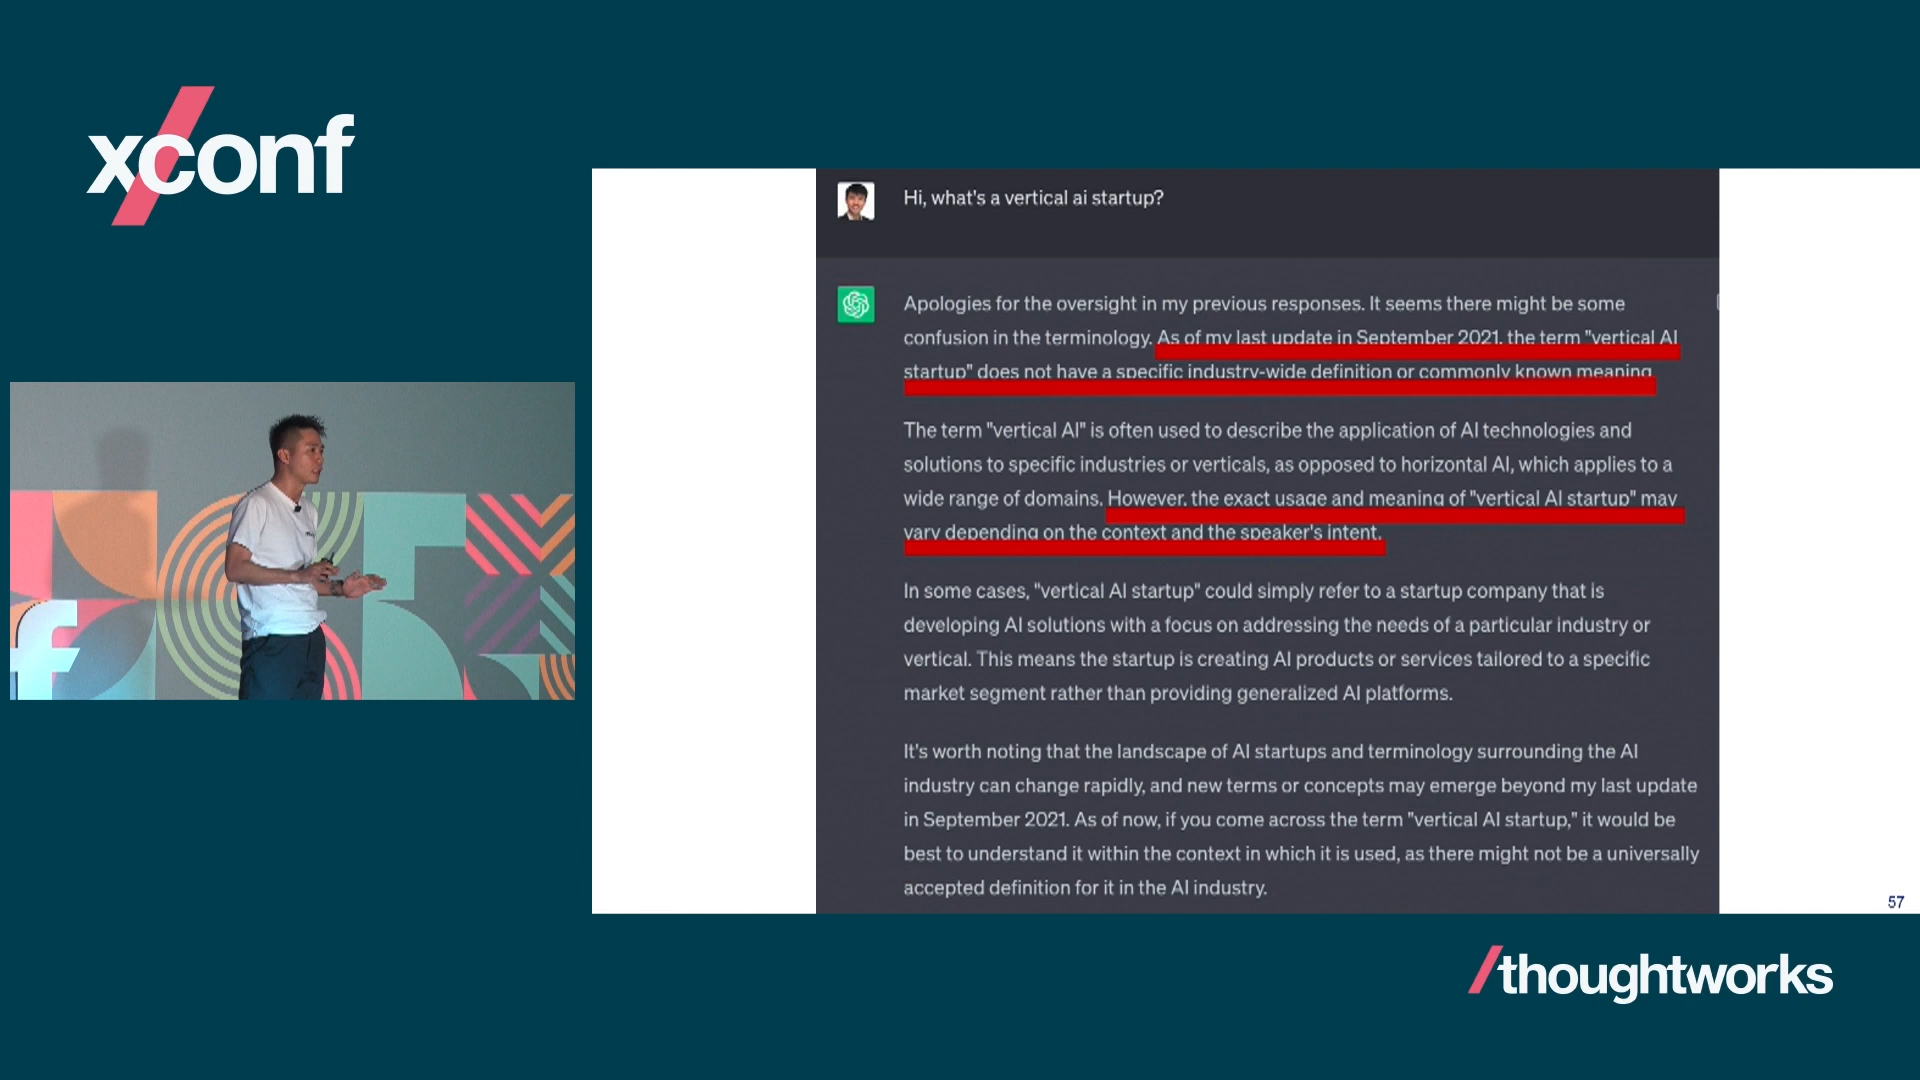 xconf
Hi, what's a vertical ai startup?
Apologies for the oversight in my previous responses. It seems there might be some
confusion in the terminology. As of my last update in September 2021, the term "vertical AI
startup" does not have a specific industry-wide definition or commonly known meaning
The term "vertical AI" is often used to describe the application of AI technologies and
solutions to specific industries or verticals, as opposed to horizontal AI, which applies to a
wide range of domains. However, the exact usage and meaning of "vertical AI startup" may
vary depending on the context and the speaker's intent.
In some cases, "vertical AI startup" could simply refer to a startup company that is
developing AI solutions with a focus on addressing the needs of a particular industry or
vertical. This means the startup is creating AI products or services tailored to a specific
market segment rather than providing generalized AI platforms.
It's worth noting that the landscape of AI startups and terminology surrounding the AI
industry can change rapidly, and new terms or concepts may emerge beyond my last update
in September 2021. As of now, if you come across the term "vertical AI startup," it would be
best to understand it within the context in which it is used, as there might not be a universally
accepted definition for it in the AI industry.
57
f
/thoughtworks